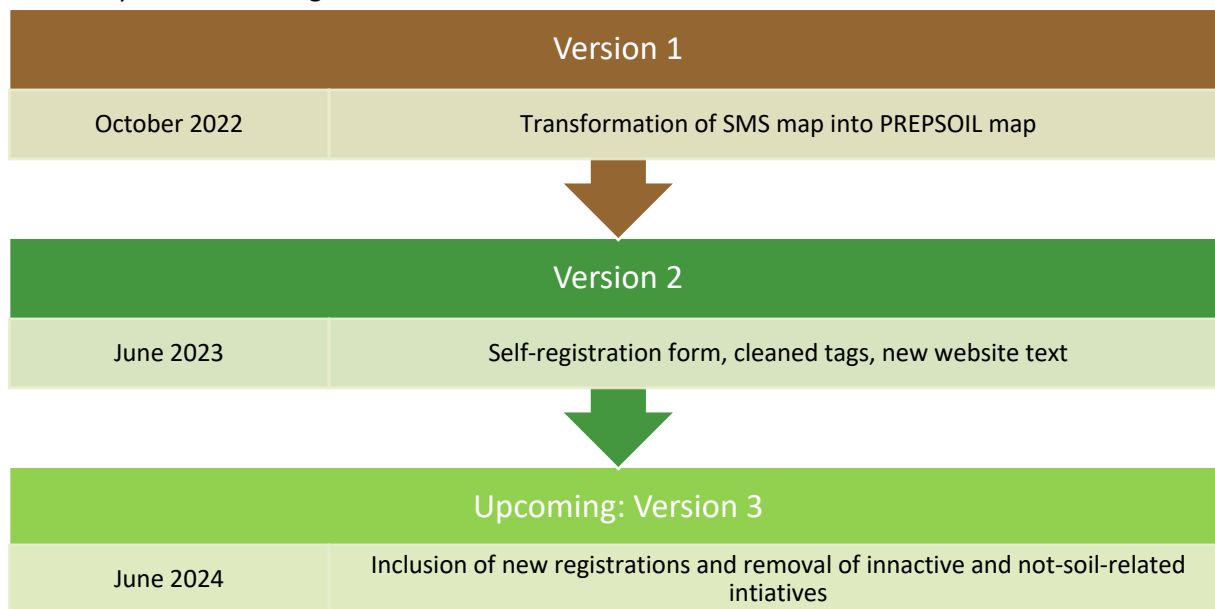 Version 1
October 2022
Transformation of SMS map into PREPSOIL map
Version 2
June 2023
Self-registration form, cleaned tags, new website text
Upcoming: Version 3
June 2024
Inclusion of new registrations and removal of innactive and not-soil-related
intiatives